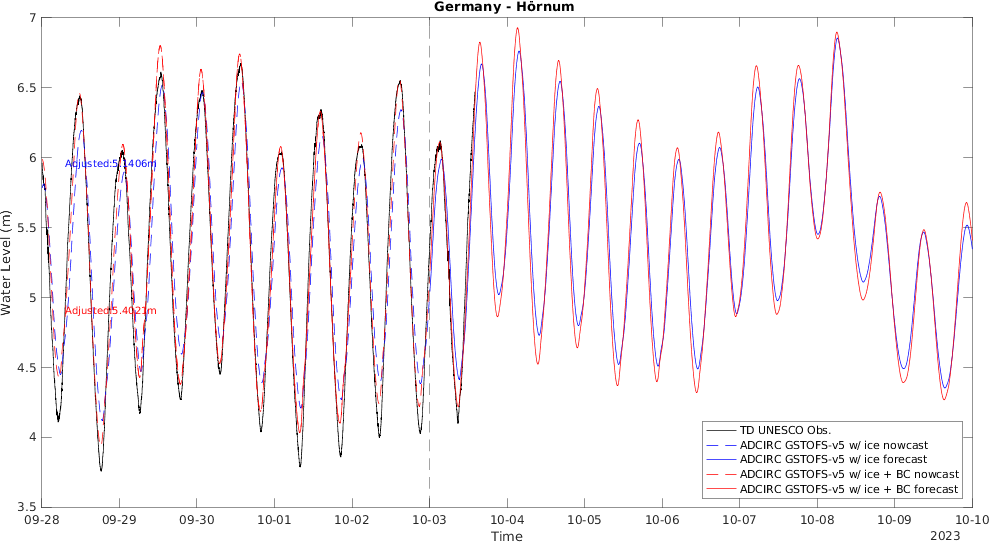 Germany - Hörnum
Water Level (m)
7
6.5
6
5.5
5
4.5
4
3.5
Adjusted:5.1406m
Adjusted:5.4021m
TD UNESCO Obs.
ADCIRC GSTOFS-v5 w/ ice nowcast
ADCIRC GSTOFS-v5 w/ ice forecast
ADCIRC GSTOFS-v5 w/ ice + BC nowcast
ADCIRC GSTOFS-v5 w/ ice + BC forecast
09-28 09-29 09-30 10-01 10-02 10-03 10-04 10-05 10-06 10-07 10-08 10-09 10-10
Time
2023